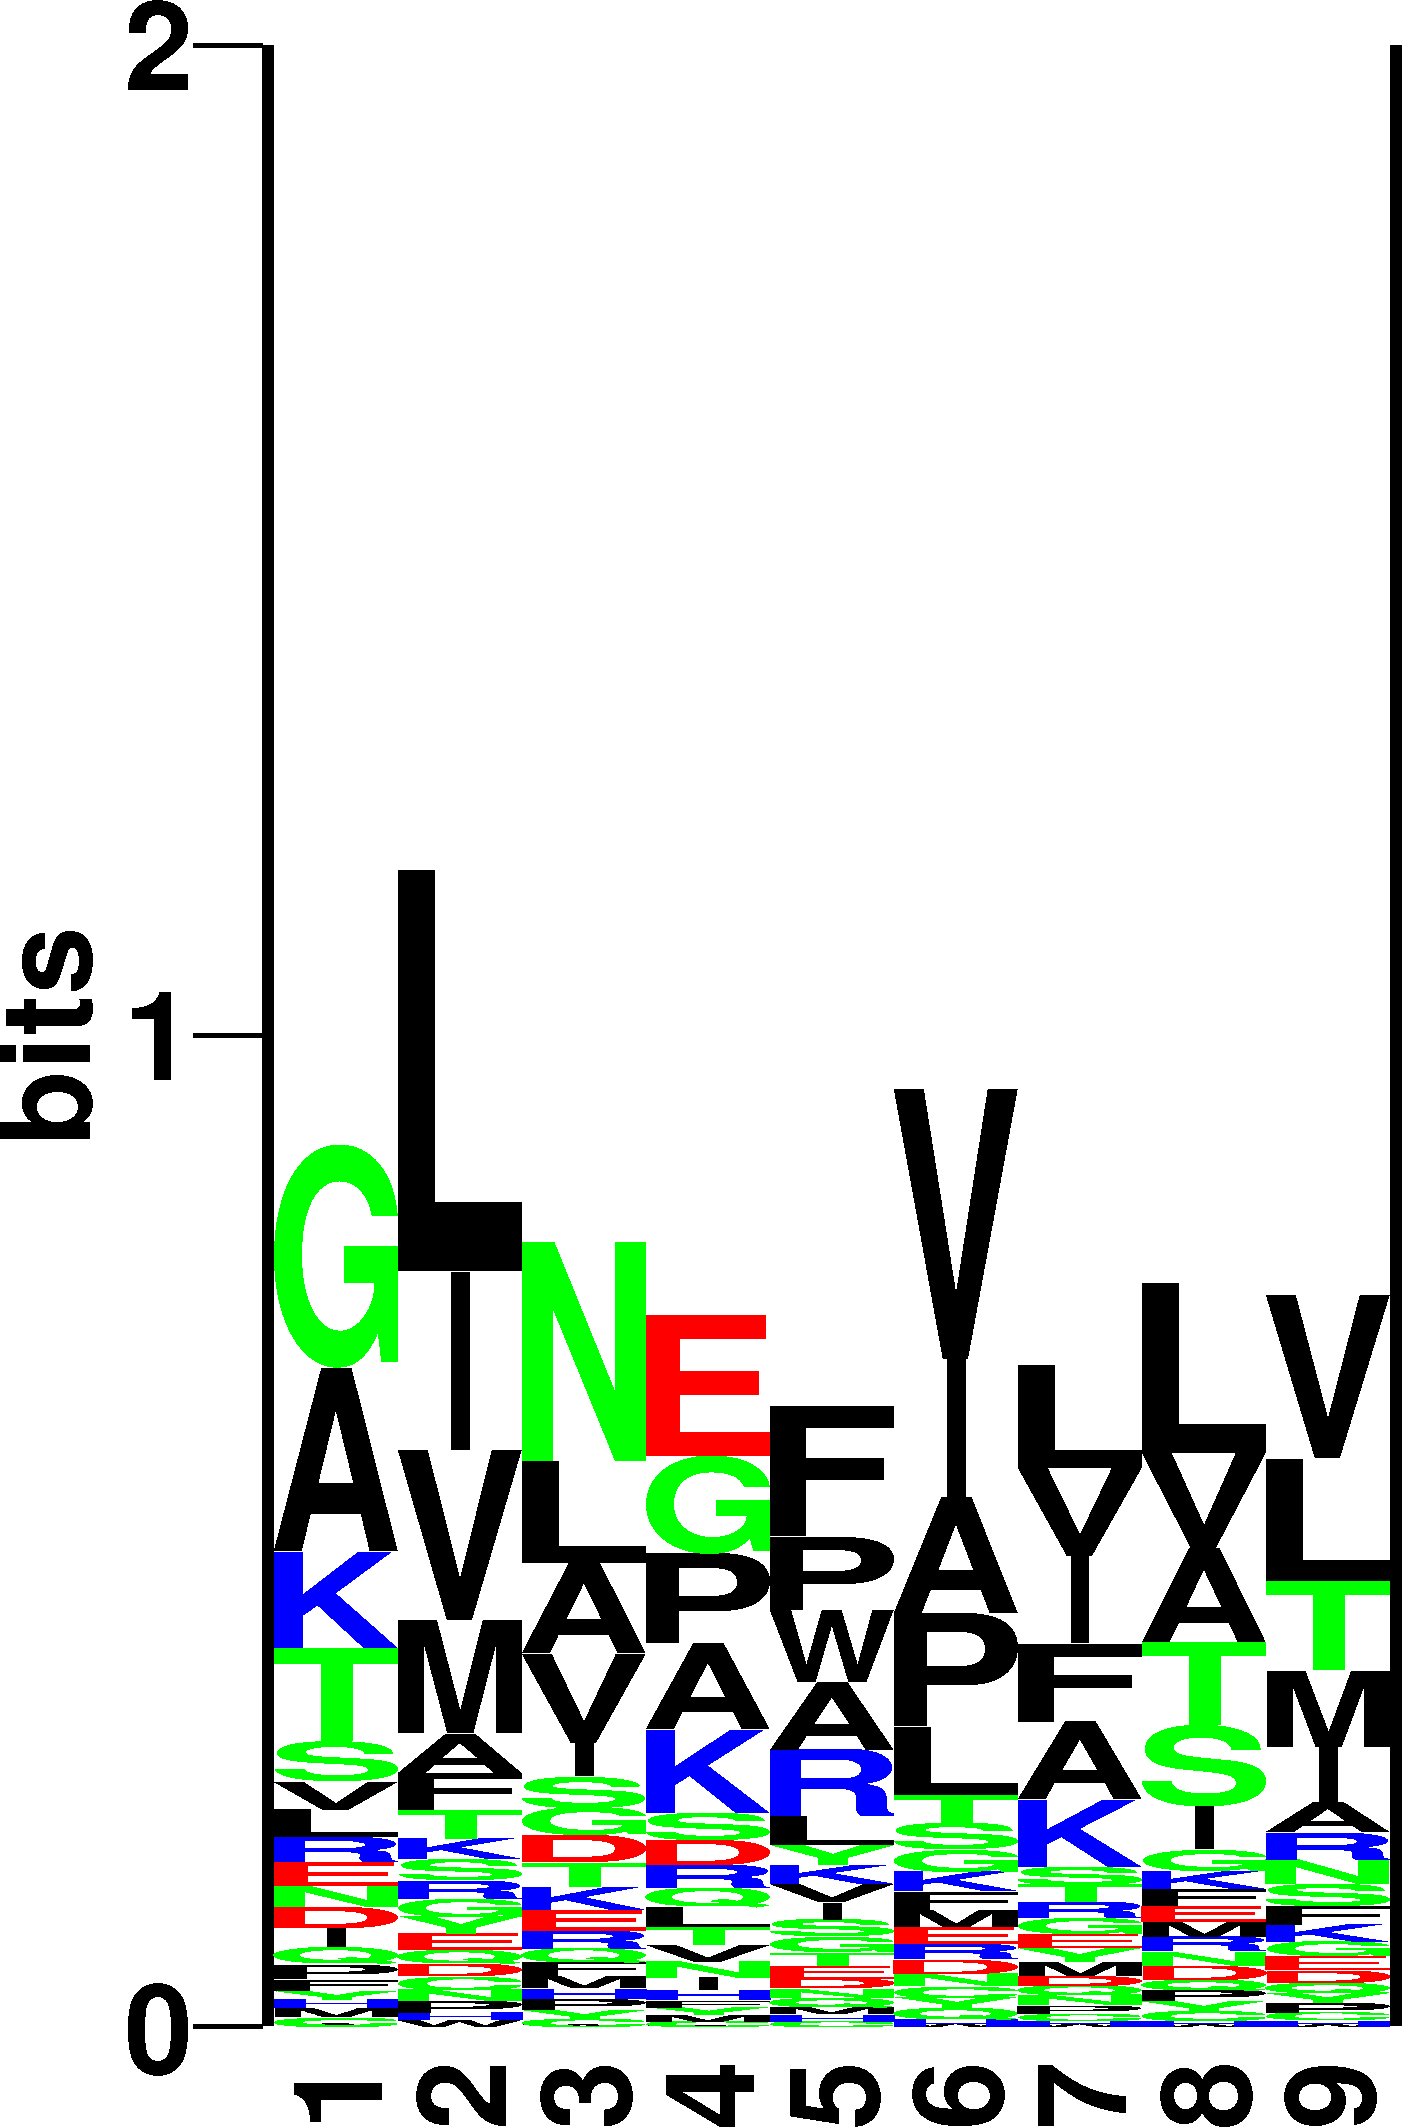 2
1
0
bits
G A K T S V L R E N D I
L I V M A F T K S R G Y E D
N L A V I S G D T K E R
E G P A K S D R Q L T V N I
F P W A R L Y K V I S G T E D
V I A P L T S G K F M E R D
L Y I F A K S T R G E
L V A T S I G K F E M R
V L T M I A R N S F K G E D
1 2 3 4 5 6 7 8 9